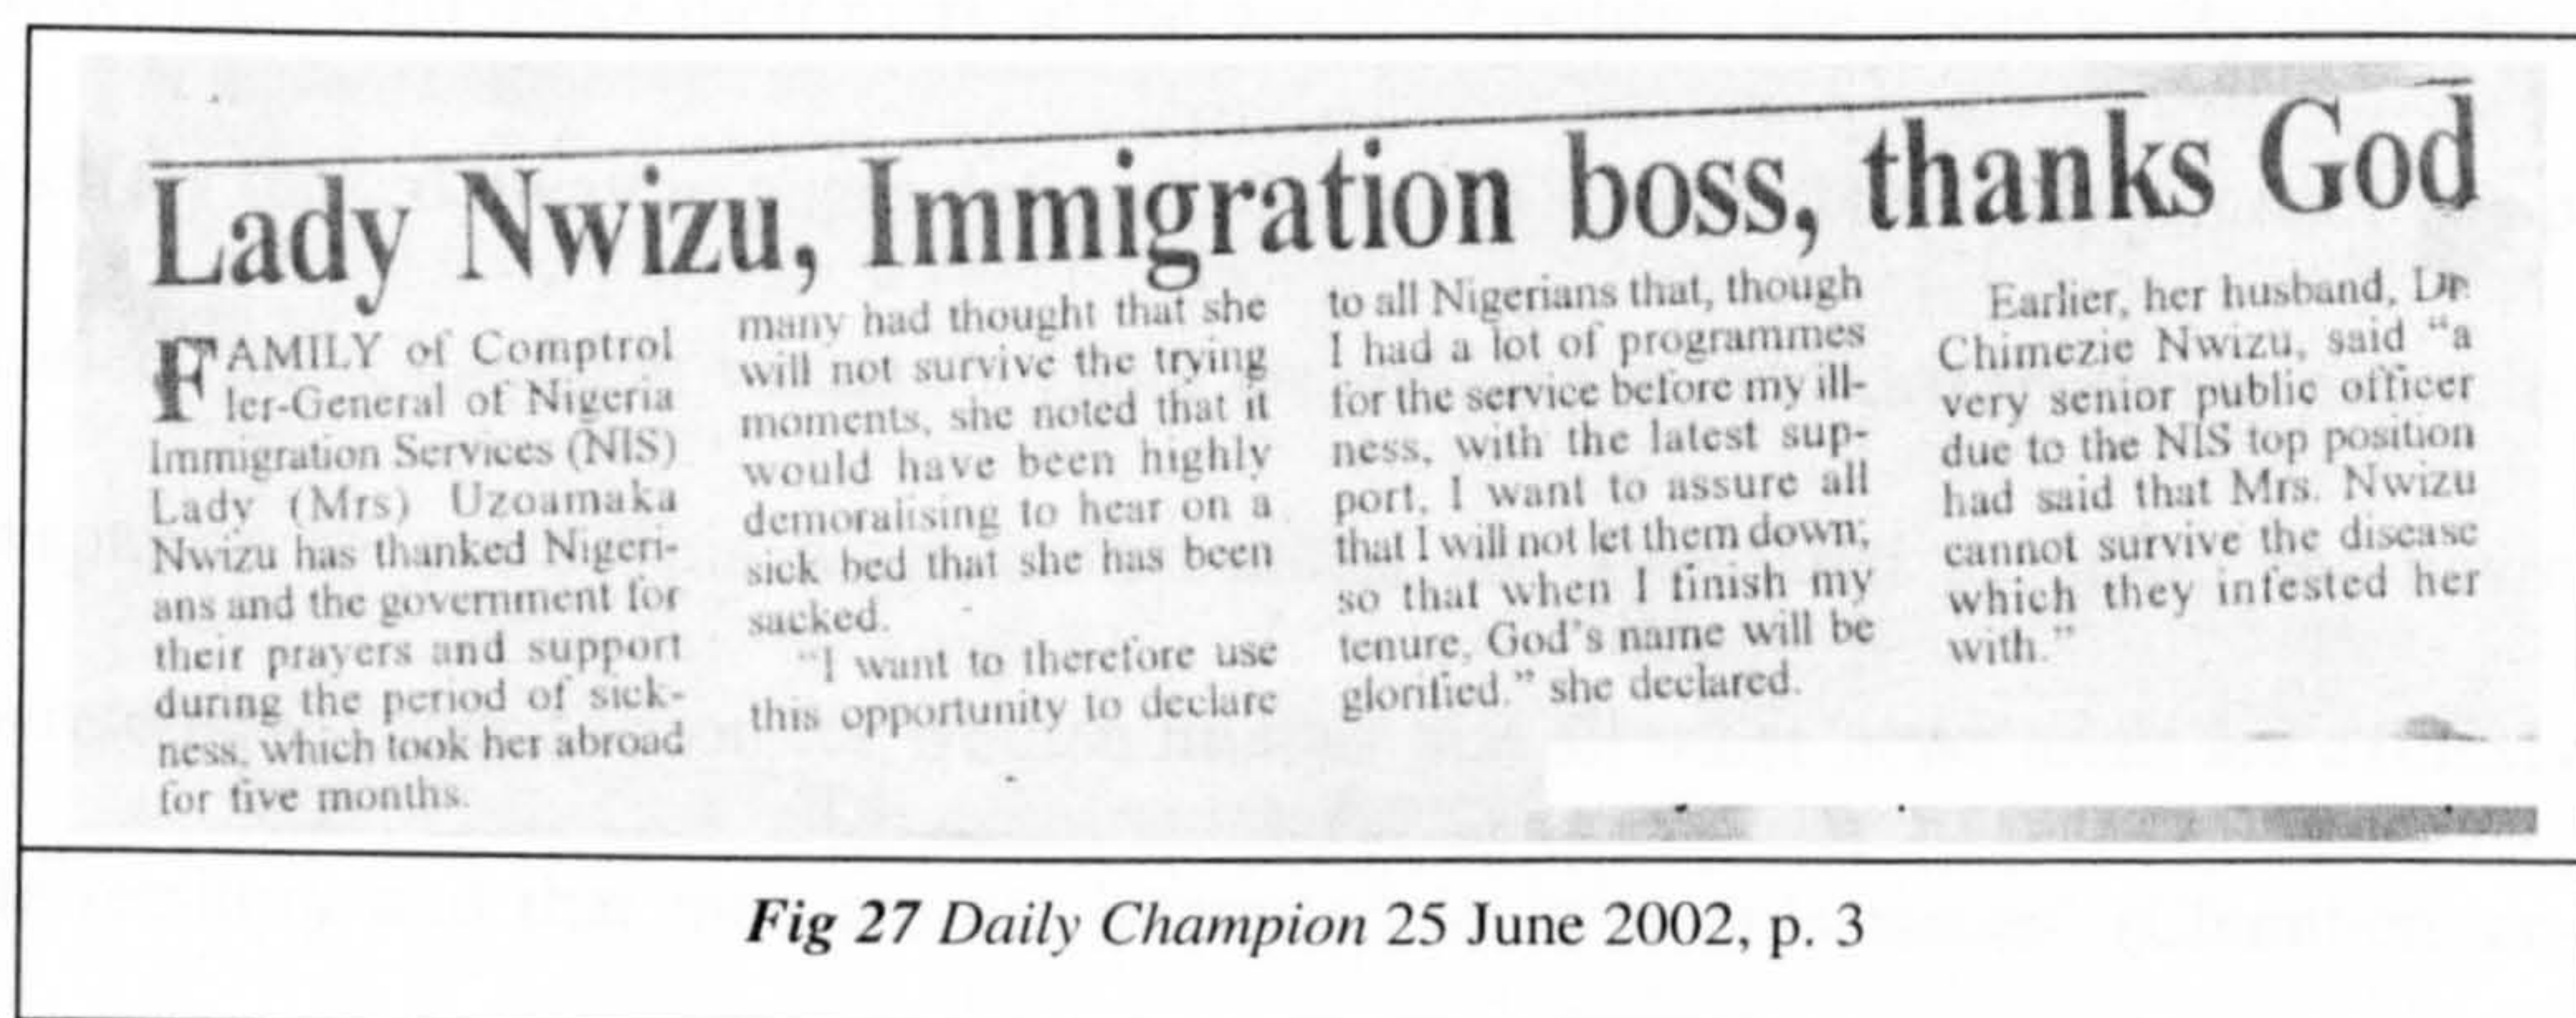 Lady Nwizu, Immigration boss, thanks God
FAMILY of Comptrol
ler-General of Nigeria
Immigration Services (NIS)
Lady (Mrs) Uzoamaka
Nwizu has thanked Nigeri-
ans and the government for
their prayers and support
during the period of sick-
ness, which took her abroad
for five months.
many had thought that she
will not survive the trying
moments, she noted that it
would have been highly
demoralising to hear on a
sick bed that she has been
sacked.
"I want to therefore use
this opportunity to declare
to all Nigerians that, though
I had a lot of programmes
for the service before my ill-
ness, with the latest sup-
port, I want to assure all
that I will not let them down;
so that when I finish my
tenure, God's name will be
glorified." she declared.
Earlier, her husband, Dr.
Chimezie Nwizu, said "a
very senior public officer
due to the NIS top position
had said that Mrs. Nwizu
cannot survive the disease
which they infested her
with."
Fig 27 Daily Champion 25 June 2002, p. 3